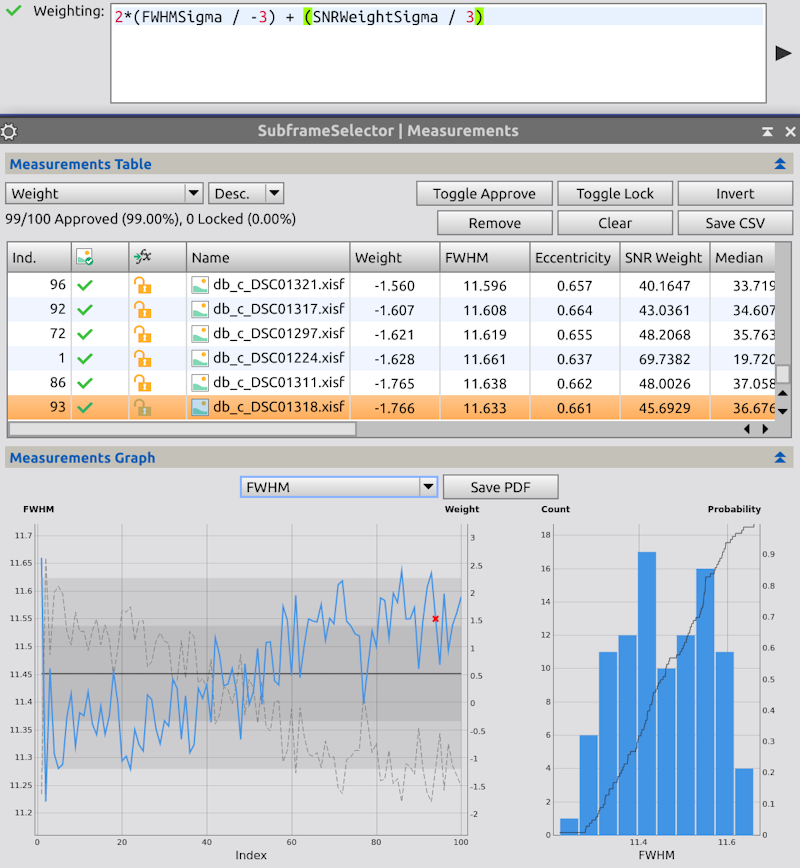 Weighting: 2*(FWHMSigma / -3) + (SNRWeightSigma / 3)
SubframeSelector | Measurements
Measurements Table
Weight Desc. Toggle Approve Toggle Lock Invert
99/100 Approved (99.00%), 0 Locked (0.00%) Remove Clear Save CSV
Ind. fx Name Weight FWHM Eccentricity SNR Weight Median
96 db_c_DSC01321.xisf -1.560 11.596 0.657 40.1647 33.719
92 db_c_DSC01317.xisf -1.607 11.608 0.664 43.0361 34.607
72 db_c_DSC01297.xisf -1.621 11.619 0.655 48.2068 35.763
1 db_c_DSC01224.xisf -1.628 11.661 0.637 69.7382 19.720
86 db_c_DSC01311.xisf -1.765 11.638 0.662 48.0026 37.058
93 db_c_DSC01318.xisf -1.766 11.633 0.661 45.6929 36.676
Measurements Graph
FWHM Save PDF
FWHM Weight Count Probability
11.7 3 18
11.65 2.5 16 0.9
11.6 2 14 0.8
11.55 1.5 12 0.7
11.5 1 10 0.6
11.45 0.5 8 0.5
11.4 0 6 0.4
11.35 -0.5 4 0.3
11.3 -1 2 0.2
11.25 -1.5 0 0.1
11.2 -2 0
0 20 40 60 80 100 11.4 11.6
Index FWHM